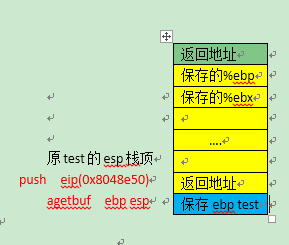 返回地址
保存的%ebp
保存的%ebx
....
原 test 的 esp 栈顶
push eip(0x8048e50)
返回地址
agetbuf ebp esp
保存 ebp test